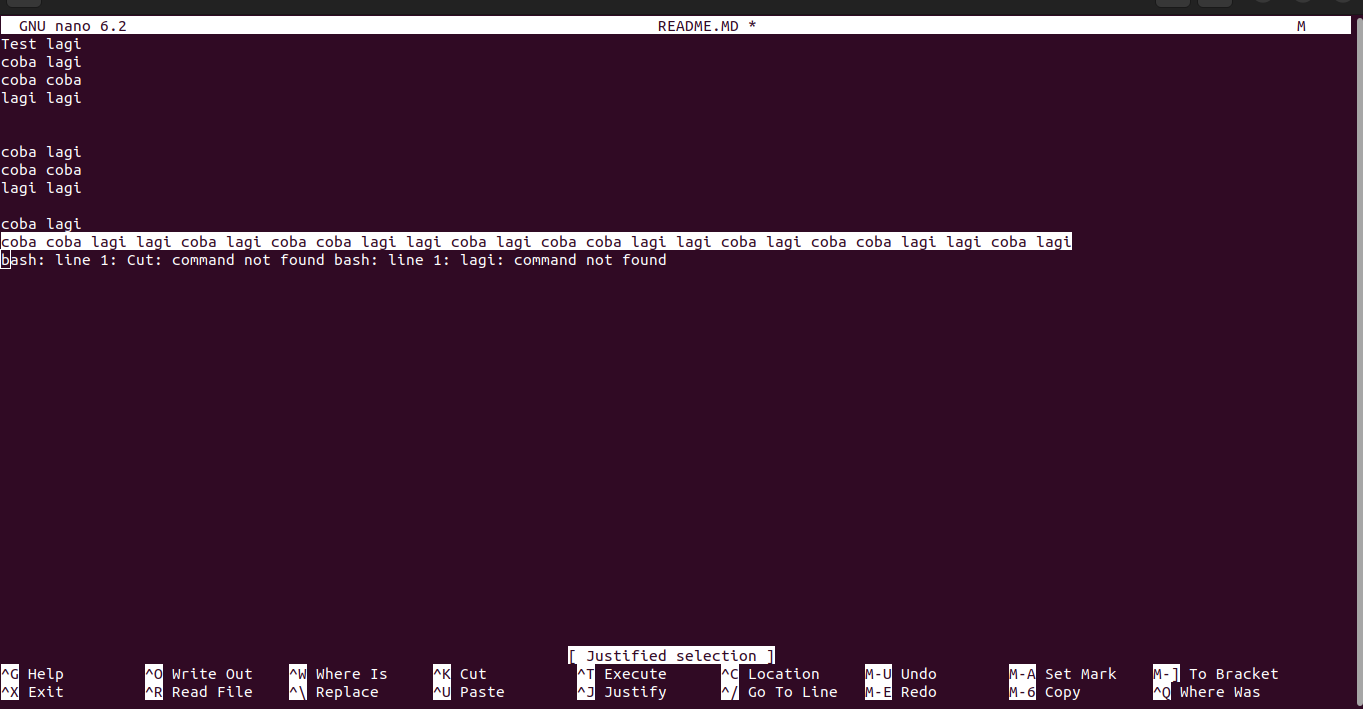 GNU nano 6.2 README.MD * M
Test lagi
coba lagi
coba coba
lagi lagi
coba lagi
coba coba
lagi lagi
coba lagi
coba coba lagi lagi coba lagi coba coba lagi lagi coba lagi coba coba lagi lagi coba lagi coba coba lagi lagi coba lagi
bash: line 1: Cut: command not found bash: line 1: lagi: command not found
[ Justified selection ]
^G Help ^O Write Out ^W Where Is ^K Cut ^T Execute ^C Location M-U Undo M-A Set Mark M-] To Bracket
^X Exit ^R Read File ^\ Replace ^U Paste ^J Justify ^/ Go To Line M-E Redo M-6 Copy ^Q Where Was